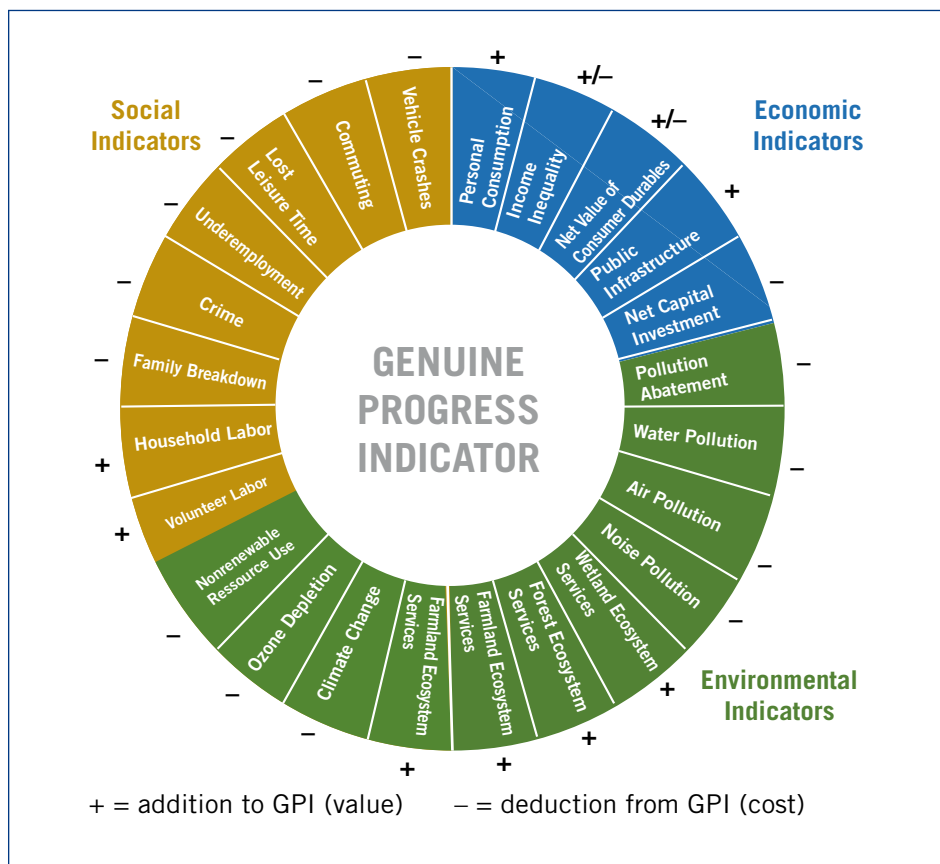 Social
Indicators
Economic
Indicators
Environmental
Indicators
GENUINE
PROGRESS
INDICATOR
+
Personal
Consumption
+/–
Income
Inequality
+/–
Net Value of
Consumer Durables
+
Public
Infrastructure
–
Net Capital
Investment
–
Pollution
Abatement
–
Water Pollution
–
Air Pollution
–
Noise Pollution
+
Wetland Ecosystem
Services
+
Forest Ecosystem
Services
+
Farmland Ecosystem
Services
+
Farmland Ecosystem
Services
–
Climate Change
–
Ozone Depletion
–
Nonrenewable
Ressource Use
+
Volunteer Labor
+
Household Labor
–
Family Breakdown
–
Crime
–
Underemployment
–
Lost
Leisure Time
–
Commuting
–
Vehicle Crashes
+ = addition to GPI (value) – = deduction from GPI (cost)